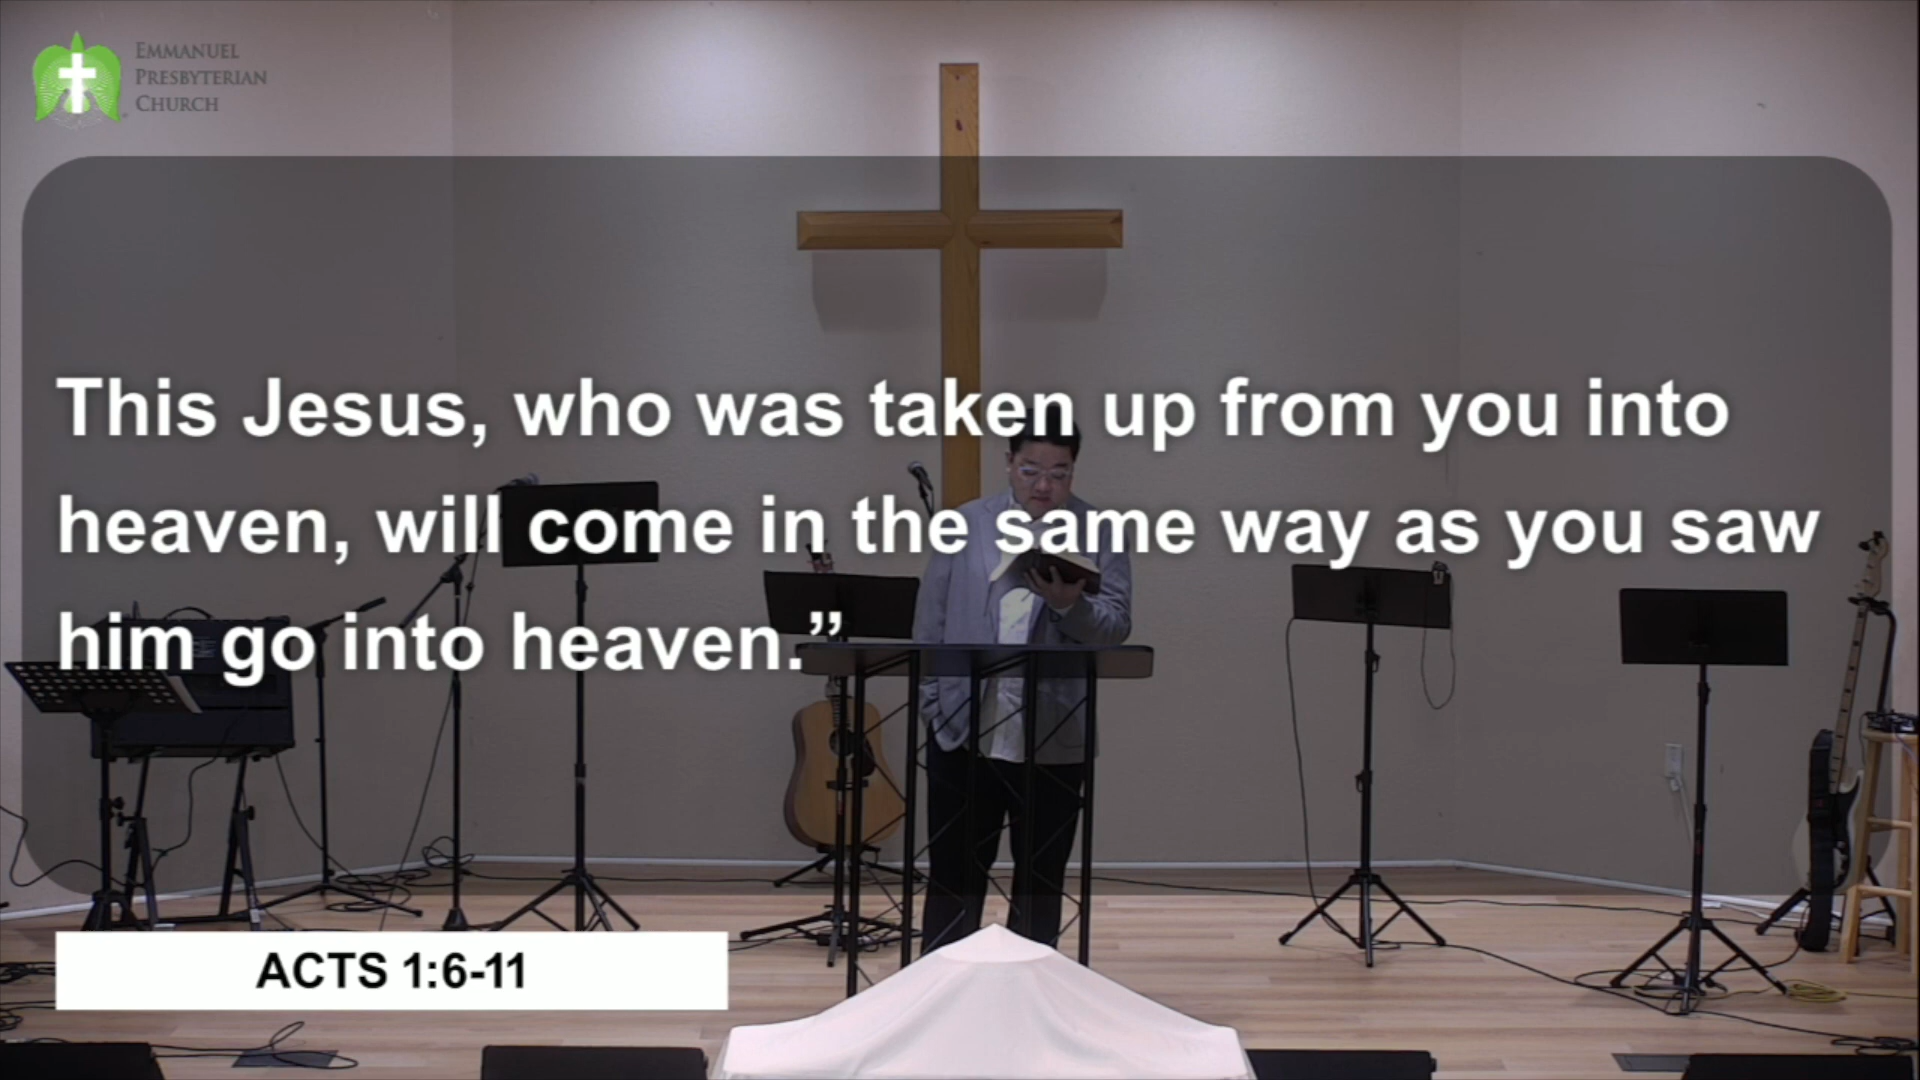 EMMANUEL
PRESBYTERIAN
CHURCH
This Jesus, who was taken up from you into
heaven, will come in the same way as you saw
him go into heaven.”
ACTS 1:6-11